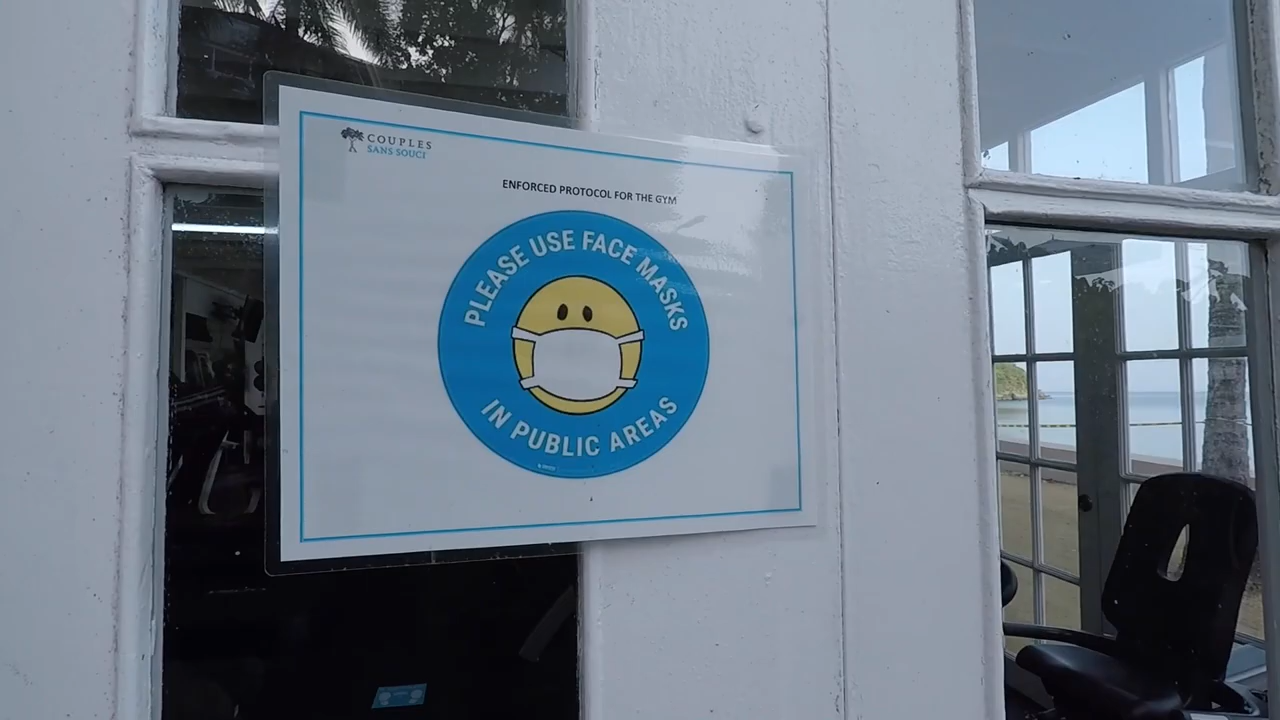 COUPLES
SANS SOUCI
ENFORCED PROTOCOL FOR THE GYM
PLEASE USE FACE MASKS
IN PUBLIC AREAS